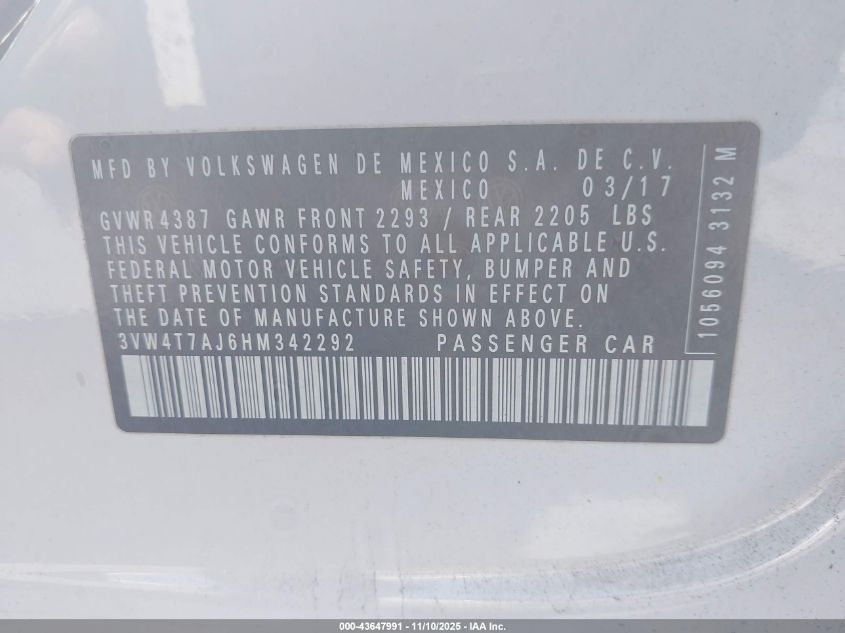 MFD BY VOLKSWAGEN DE MEXICO S.A. DE C.V.
MEXICO 03/17
GVWR 4387 GAWR FRONT 2293 / REAR 2205 LBS
THIS VEHICLE CONFORMS TO ALL APPLICABLE U.S.
FEDERAL MOTOR VEHICLE SAFETY, BUMPER AND
THEFT PREVENTION STANDARDS IN EFFECT ON
THE DATE OF MANUFACTURE SHOWN ABOVE.
3VW4T7AJ6HM342292 PASSENGER CAR
1056094 3132 M
000-43647991 - 11/10/2025 - IAA Inc.